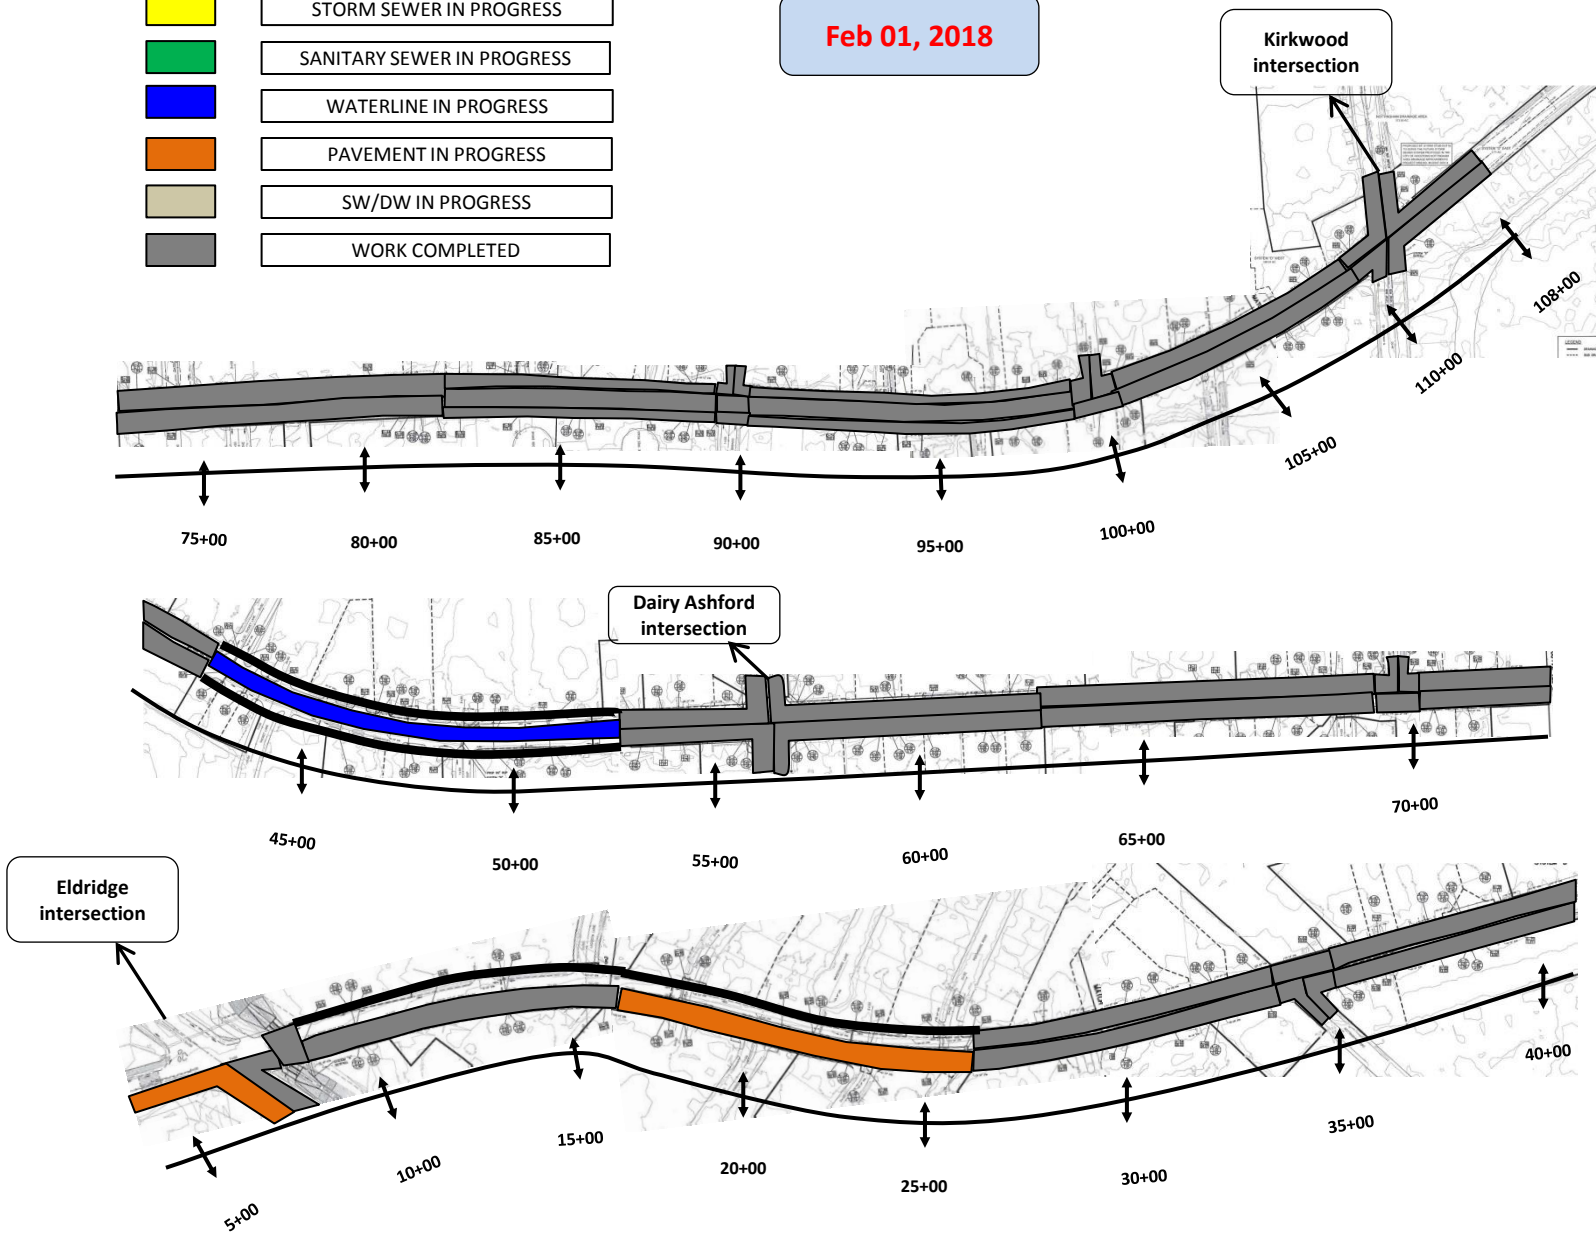 STORM SEWER IN PROGRESS
SANITARY SEWER IN PROGRESS
WATERLINE IN PROGRESS
PAVEMENT IN PROGRESS
SW/DW IN PROGRESS
WORK COMPLETED
Feb 01, 2018
Kirkwood
intersection
108+00
110+00
105+00
100+00
75+00
80+00
85+00
90+00
95+00
Dairy Ashford
intersection
45+00
50+00
55+00
60+00
65+00
70+00
Eldridge
intersection
5+00
10+00
15+00
20+00
25+00
30+00
35+00
40+00
LEGEND